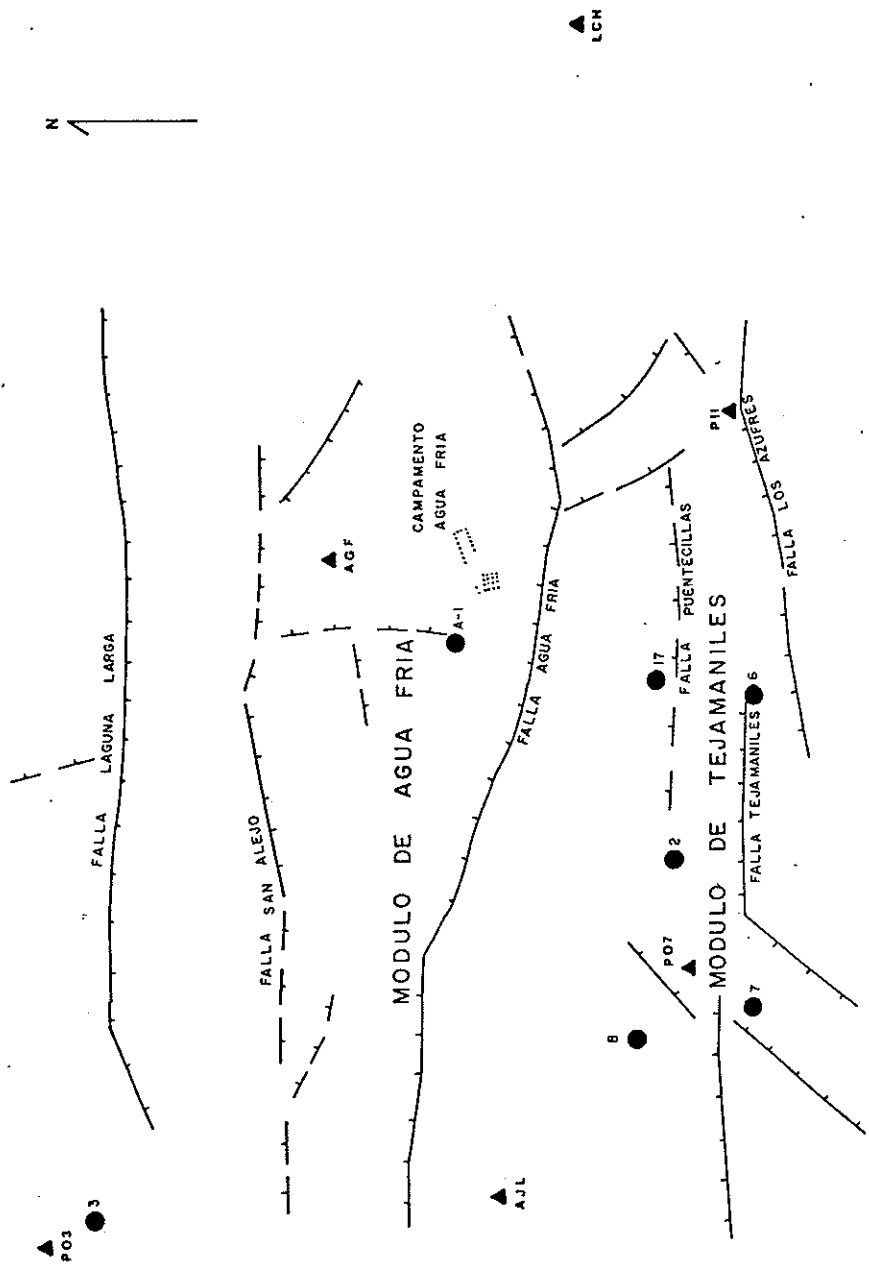 N
LCH
PO3
3
FALLA LAGUNA LARGA
FALLA SAN ALEJO
AGF
CAMPAMENTO
AGUA FRIA
A-1
MODULO DE AGUA FRIA
FALLA AGUA FRIA
AJL
8
PO7
2
17
FALLA PUENTECILLAS
MODULO DE TEJAMANILES
7
FALLA TEJAMANILES
6
P11
FALLA LOS AZUFRES